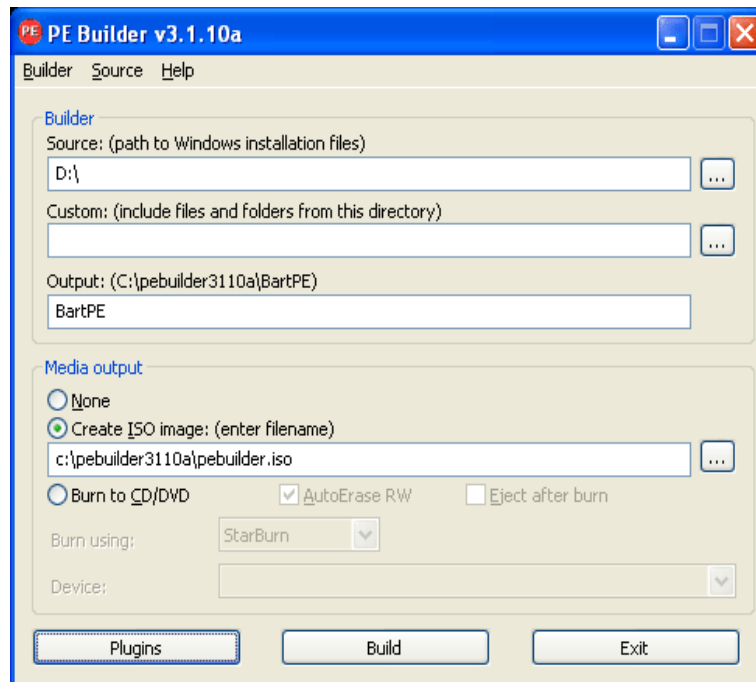 PE PE Builder v3.1.10a
Builder Source Help
Builder
Source: (path to Windows installation files)
D:\
...
Custom: (include files and folders from this directory)
...
Output: (C:\pebuilder3110a\BartPE)
BartPE
Media output
None
Create ISO image: (enter filename)
c:\pebuilder3110a\pebuilder.iso
...
Burn to CD/DVD AutoErase RW Eject after burn
Burn using: StarBurn
Device:
Plugins Build Exit